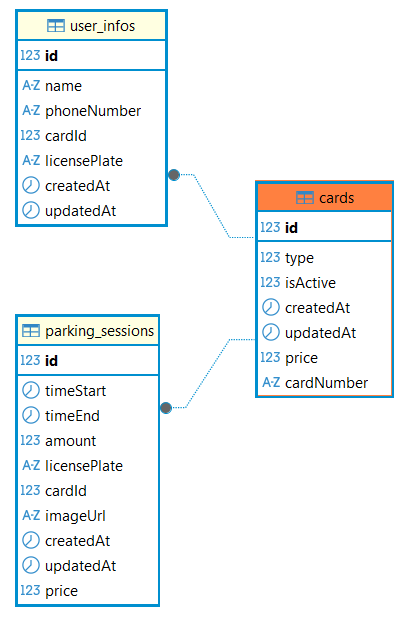 user_infos
123 id
A-Z name
A-Z phoneNumber
123 cardId
A-Z licensePlate
createdAt
updatedAt
cards
123 id
123 type
123 isActive
createdAt
updatedAt
123 price
A-Z cardNumber
parking_sessions
123 id
timeStart
timeEnd
123 amount
A-Z licensePlate
123 cardId
A-Z imageUrl
createdAt
updatedAt
123 price